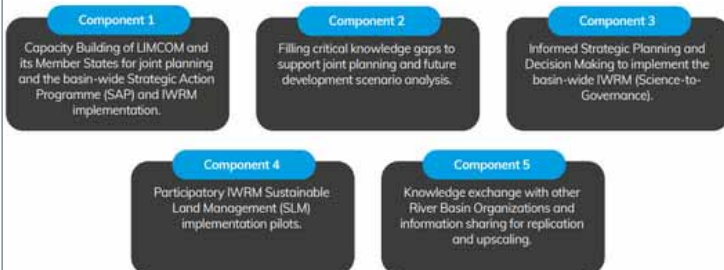 Component 1
Capacity Building of LIMCOM and
its Member States for joint planning
and the basin-wide Strategic Action
Programme (SAP) and IWRM
implementation.
Component 2
Filling critical knowledge gaps to
support joint planning and future
development scenario analysis.
Component 3
Informed Strategic Planning and
Decision Making to implement the
basin-wide IWRM (Science-to-
Governance).
Component 4
Participatory IWRM Sustainable
Land Management (SLM)
implementation pilots.
Component 5
Knowledge exchange with other
River Basin Organizations and
information sharing for replication
and upscaling.